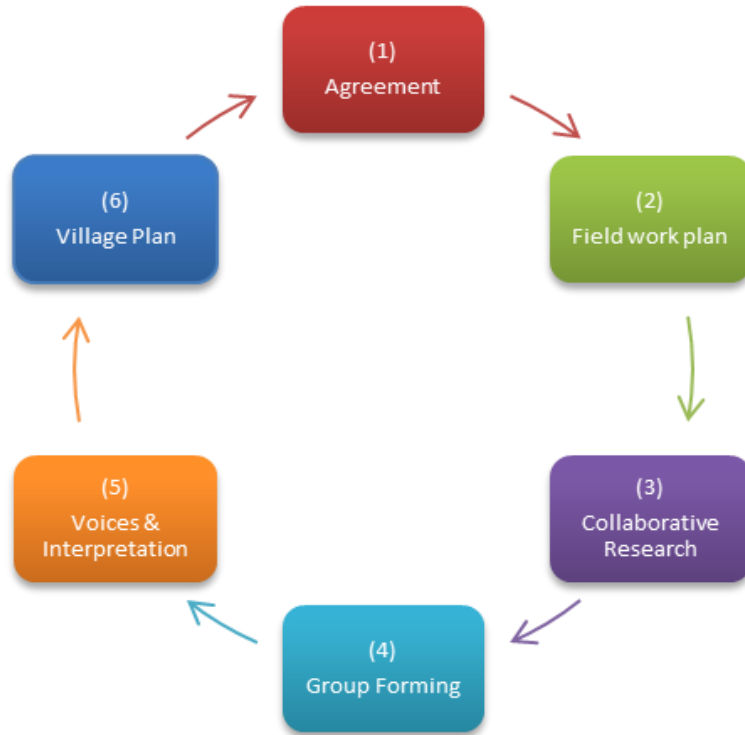 (1)
Agreement
(2)
Field work plan
(3)
Collaborative
Research
(4)
Group Forming
(5)
Voices &
Interpretation
(6)
Village Plan